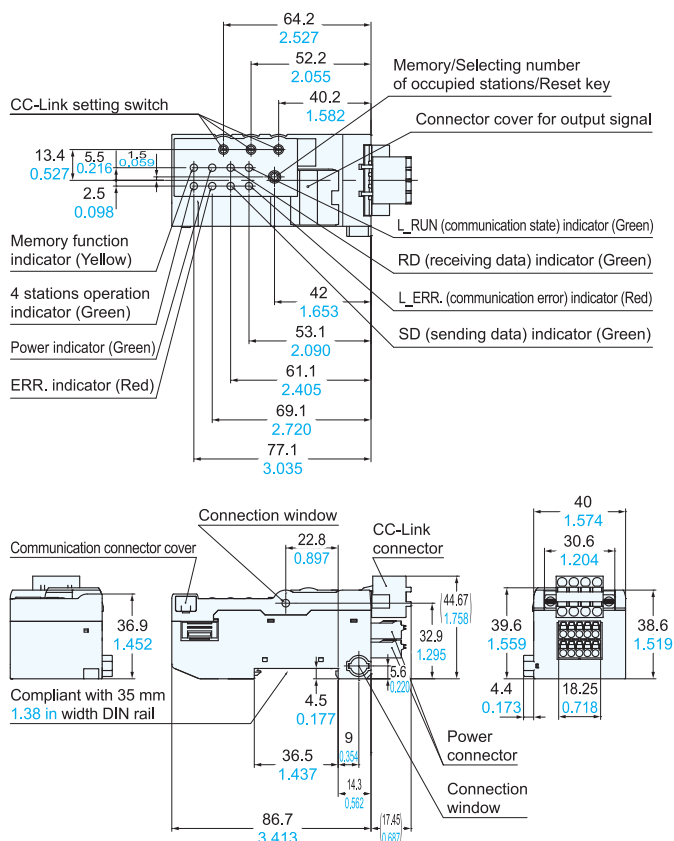 64.2
2.527
52.2
2.055
40.2
1.582
Memory/Selecting number
of occupied stations/Reset key
CC-Link setting switch
Connector cover for output signal
13.4
0.527
5.5
0.216
1.5
0.059
2.5
0.098
L_RUN (communication state) indicator (Green)
Memory function
indicator (Yellow)
RD (receiving data) indicator (Green)
4 stations operation
indicator (Green)
L_ERR. (communication error) indicator (Red)
42
1.653
SD (sending data) indicator (Green)
Power indicator (Green)
53.1
2.090
ERR. indicator (Red)
61.1
2.405
69.1
2.720
77.1
3.035
Connection window
Communication connector cover
22.8
0.897
CC-Link
connector
40
1.574
30.6
1.204
36.9
1.452
(44.67)
(1.758)
32.9
1.295
39.6
1.559
38.6
1.519
5.6
0.220
Compliant with 35 mm
1.38 in width DIN rail
4.5
0.177
4.4
0.173
18.25
0.718
9
0.354
36.5
1.437
Power
connector
14.3
0.562
Connection
window
86.7
3.413
(17.45)
(0.687)